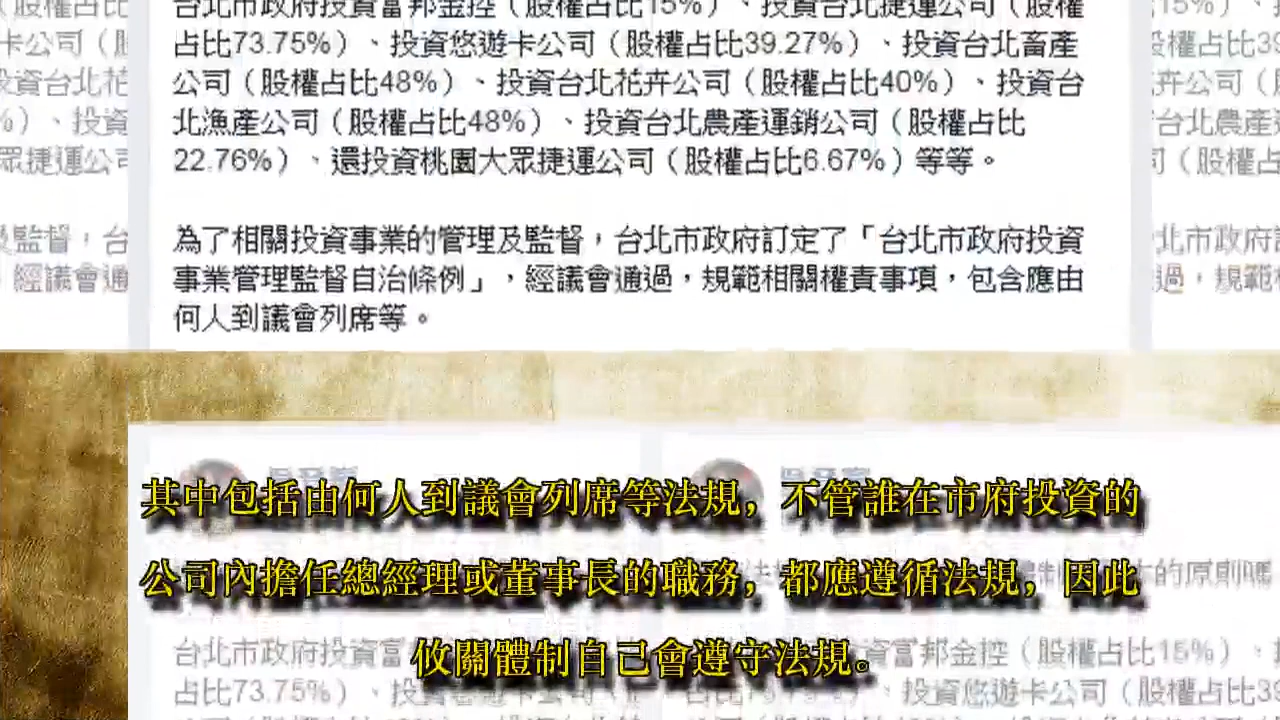 台北市政府投資富邦金控（股權占比15%）、投資台北捷運公司（股權
占比73.75%）、投資悠遊卡公司（股權占比39.27%）、投資台北畜產
公司（股權占比48%）、投資台北花卉公司（股權占比40%）、投資台
北漁產公司（股權占比48%）、投資台北農產運銷公司（股權占比
22.76%）、還投資桃園大眾捷運公司（股權占比6.67%）等等。
為了相關投資事業的管理及監督，台北市政府訂定了「台北市政府投資
事業管理監督自治條例」，經議會通過，規範相關權責事項，包含應由
何人到議會列席等。
其中包括由何人到議會列席等法規，不管誰在市府投資的
公司內擔任總經理或董事長的職務，都應遵循法規，因此
攸關體制自己會遵守法規。
台北市政府投資富
富邦金控（股權占比15%）、
占比73.75%）、投
投資悠遊卡公司（股權占比39